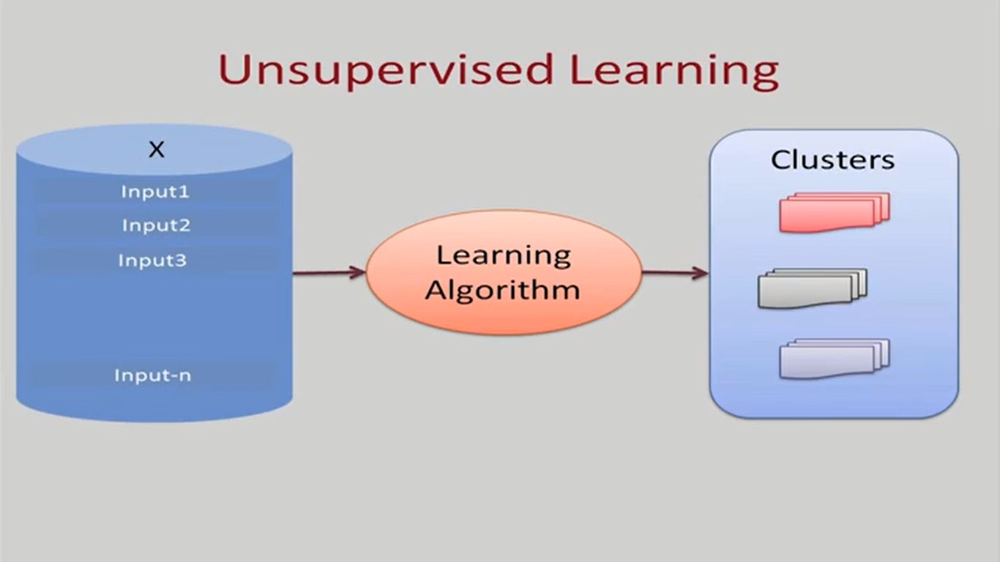 Unsupervised Learning
X
Input1
Input2
Input3
Input-n
Learning
Algorithm
Clusters